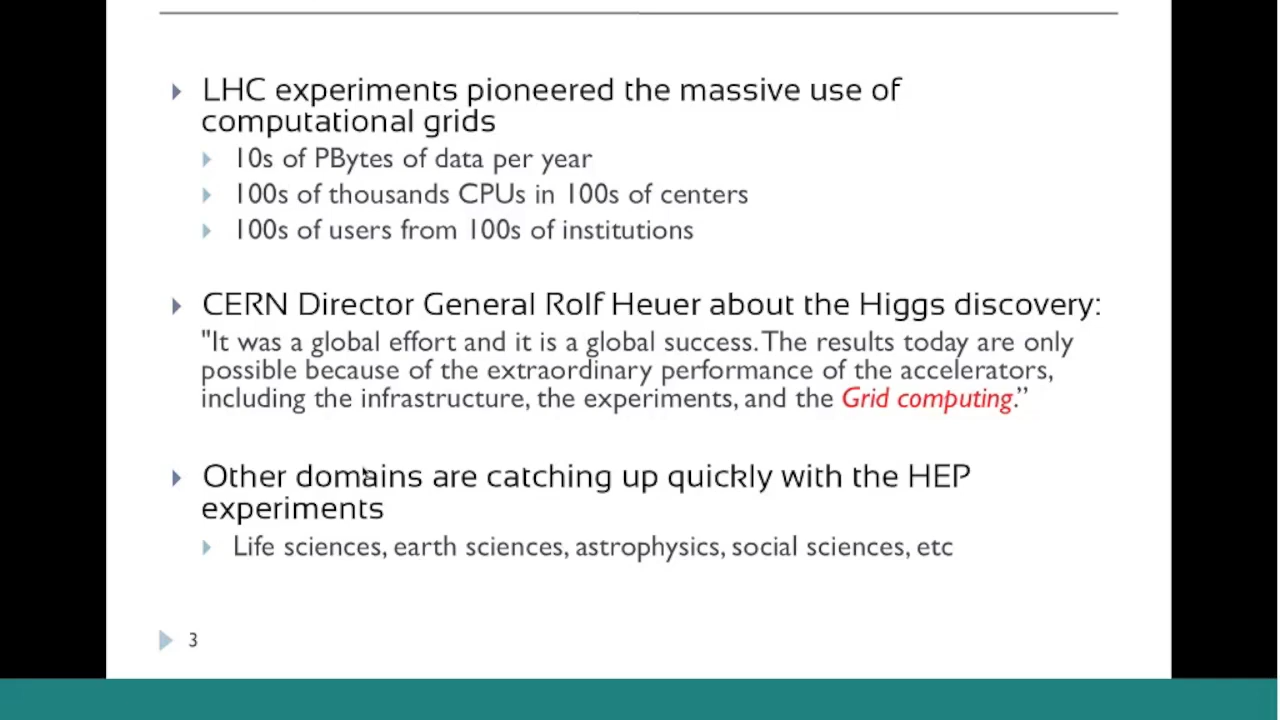 LHC experiments pioneered the massive use of
computational grids
10s of PBytes of data per year
100s of thousands CPUs in 100s of centers
100s of users from 100s of institutions
CERN Director General Rolf Heuer about the Higgs discovery:
"It was a global effort and it is a global success. The results today are only
possible because of the extraordinary performance of the accelerators,
including the infrastructure, the experiments, and the Grid computing.”
Other domains are catching up quickly with the HEP
experiments
Life sciences, earth sciences, astrophysics, social sciences, etc
3